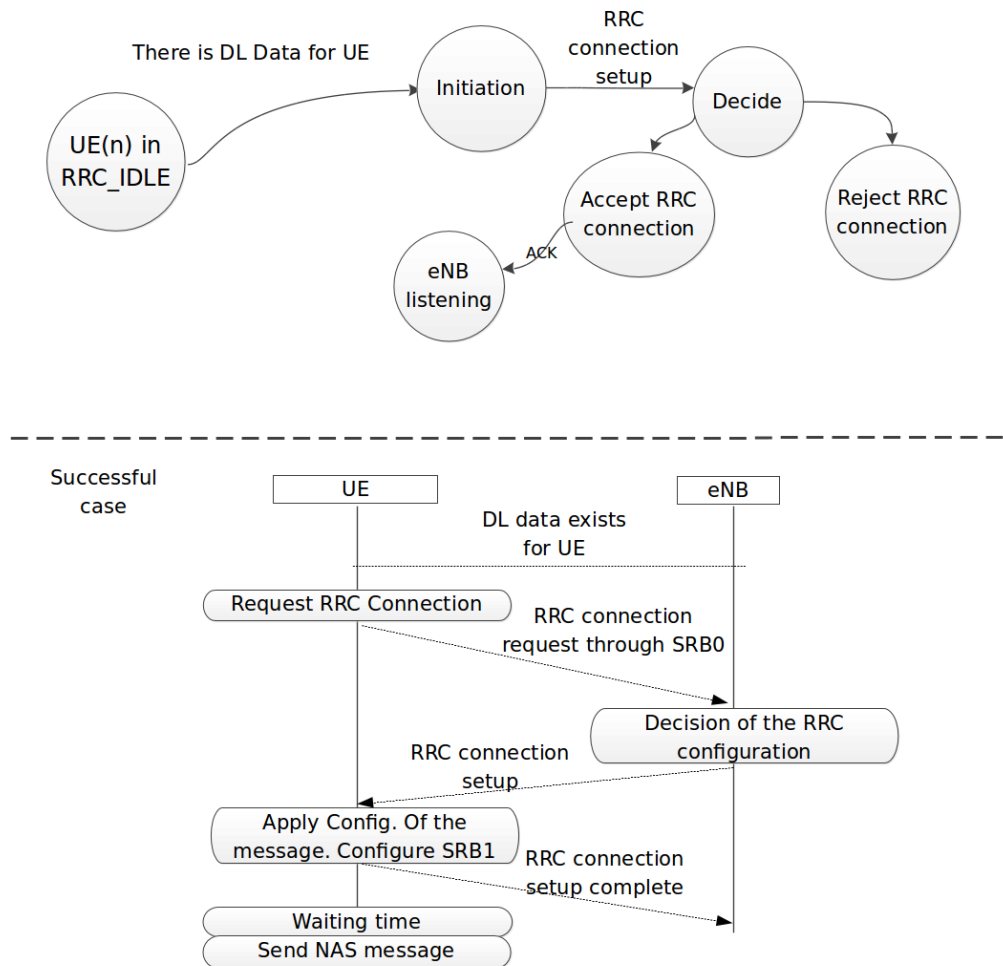 RRC
connection
setup
There is DL Data for UE
Initiation
Decide
UE(n) in
RRC_IDLE
Accept RRC
connection
Reject RRC
connection
ACK
eNB
listening
Successful
case
UE
eNB
DL data exists
for UE
Request RRC Connection
RRC connection
request through SRB0
Decision of the RRC
configuration
RRC connection
setup
Apply Config. Of the
message. Configure SRB1
RRC connection
setup complete
Waiting time
Send NAS message